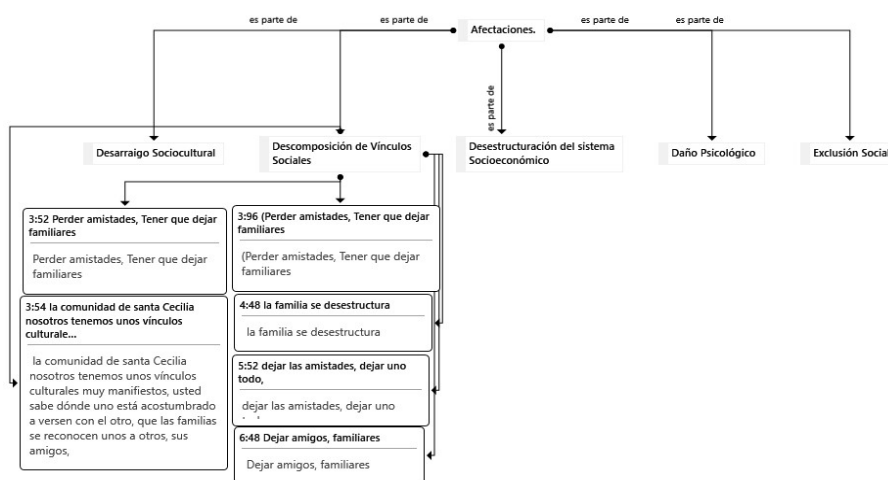 es parte de
es parte de
es parte de
es parte de
Afectaciones.
es parte de
Desarraigo Sociocultural
Descomposición de Vínculos
Sociales
Desestructuración del sistema
Socioeconómico
Daño Psicológico
Exclusión Social
3:52 Perder amistades, Tener que dejar
familiares
Perder amistades, Tener que dejar
familiares
3:96 (Perder amistades, Tener que dejar
familiares
(Perder amistades, Tener que dejar
familiares
3:54 la comunidad de santa Cecilia
nosotros tenemos unos vínculos
culturale...
la comunidad de santa Cecilia
nosotros tenemos unos vínculos
culturales muy manifiestos, usted
sabe dónde uno está acostumbrado
a versen con el otro, que las familias
se reconocen unos a otros, sus
amigos,
4:48 la familia se desestructura
la familia se desestructura
5:52 dejar las amistades, dejar uno
todo,
dejar las amistades, dejar uno
6:48 Dejar amigos, familiares
Dejar amigos, familiares